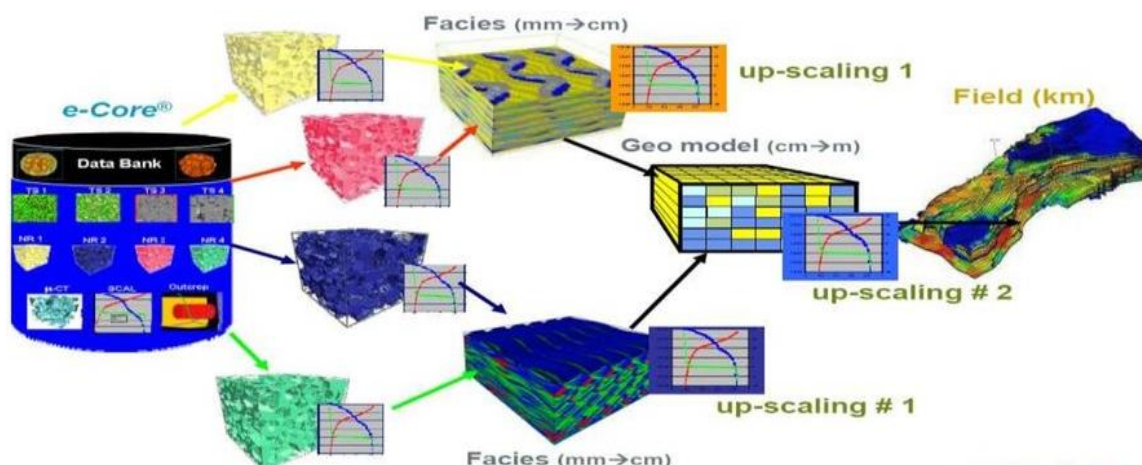 Facies (mm→cm)
up-scaling 1
e-Core®
Field (km)
Data Bank
Geo model (cm→m)
TS 1 TS 2 TS 3 TS 4
NR 1 NR 2 NR 3 NR 4
μ-CT SCAL Outcrop
up-scaling # 2
up-scaling # 1
Facies (mm→cm)